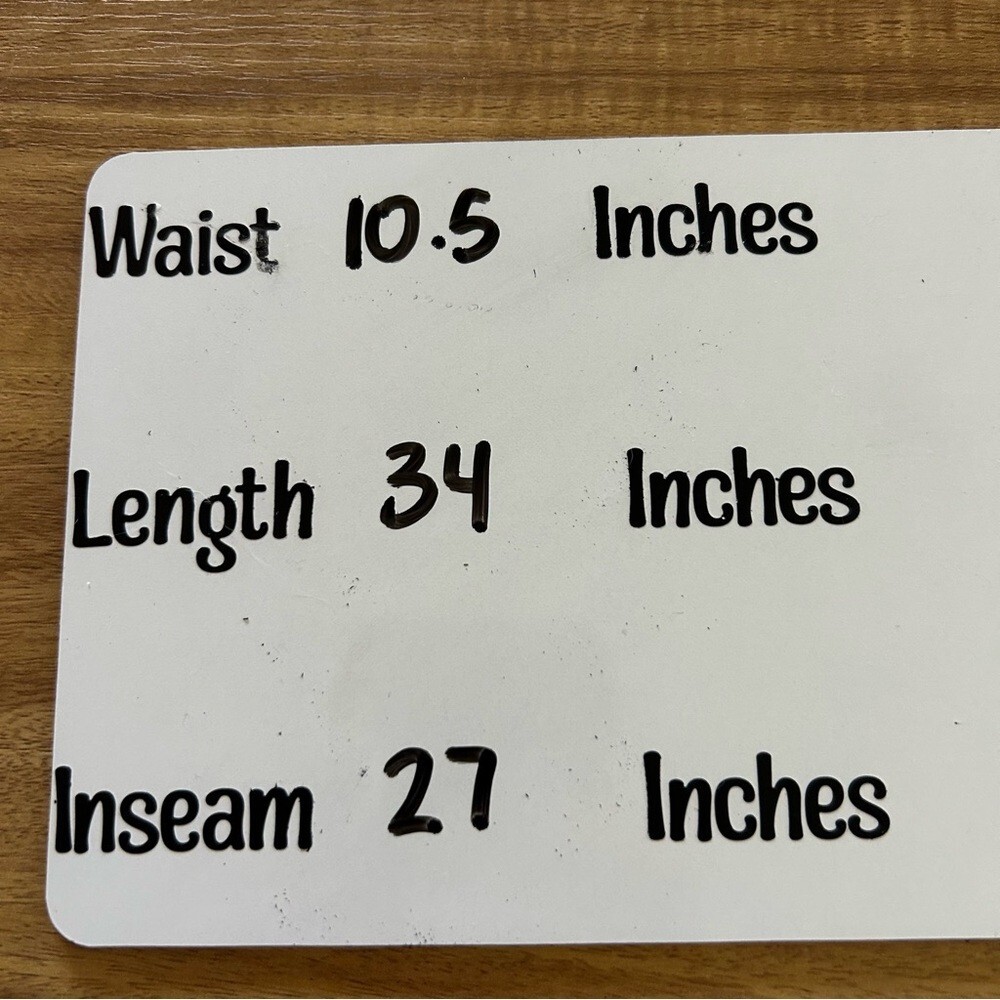 Waist 10.5 Inches
Length 34 Inches
Inseam 27 Inches